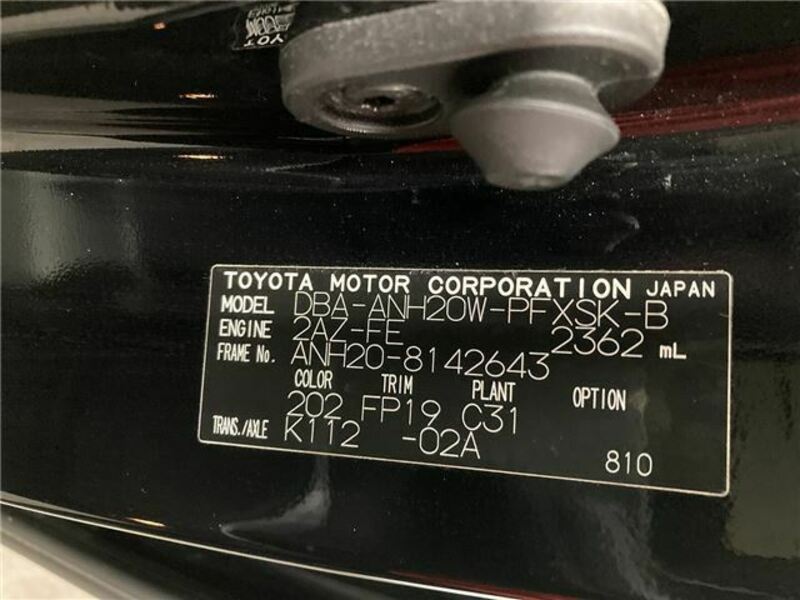 TOYOTA MOTOR CORPORATION JAPAN
MODEL DBA-ANH20W-PFXSK-B
ENGINE 2AZ-FE 2362 mL
FRAME No. ANH20-8142643
COLOR TRIM PLANT OPTION
202 FP19 C31
TRANS./AXLE K112 -02A
810